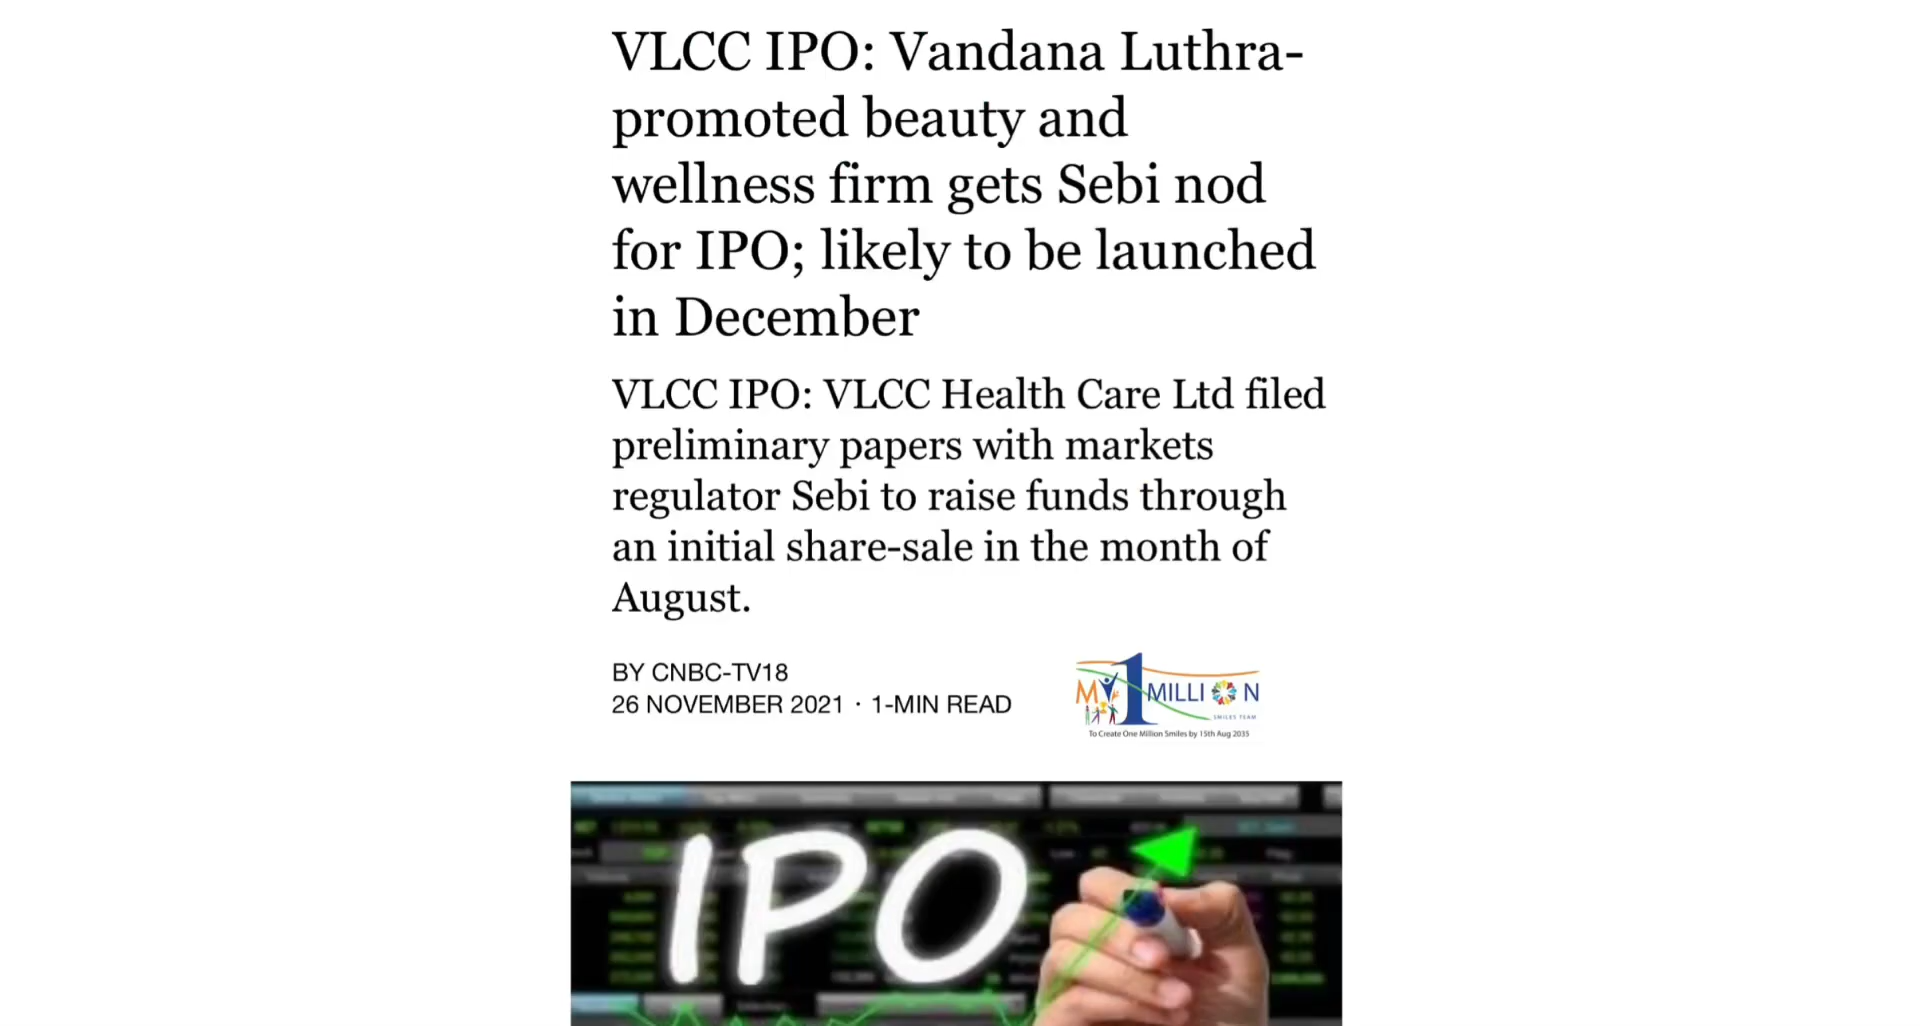 VLCC IPO: Vandana Luthra-
promoted beauty and
wellness firm gets Sebi nod
for IPO; likely to be launched
in December
VLCC IPO: VLCC Health Care Ltd filed
preliminary papers with markets
regulator Sebi to raise funds through
an initial share-sale in the month of
August.
BY CNBC-TV18
26 NOVEMBER 2021 · 1-MIN READ
MY 1 MILLION
SMILES TEAM
To Create One Million Smiles by 15th Aug 2035
IPO